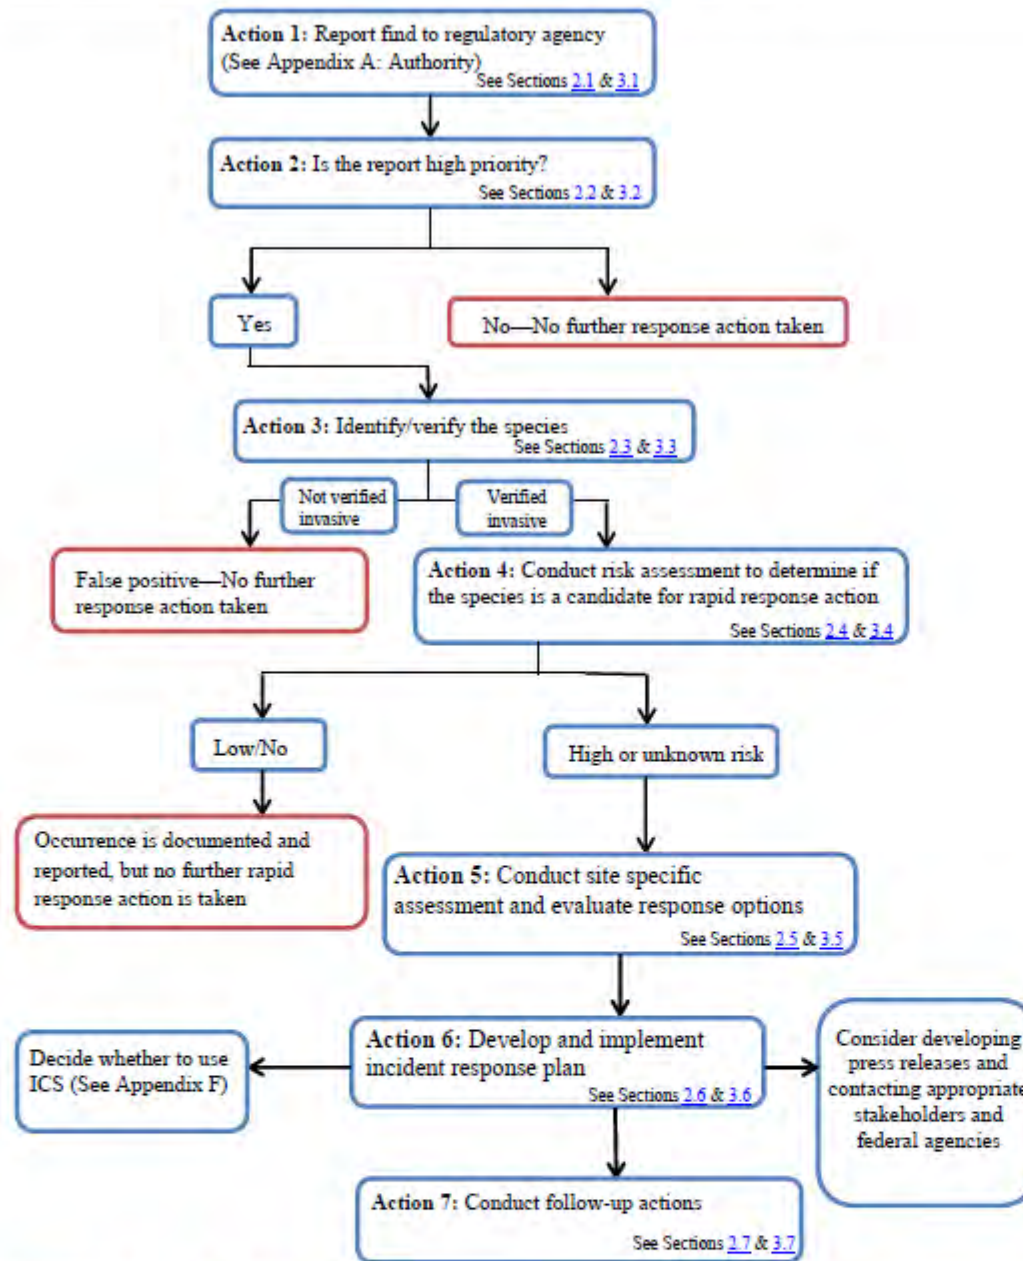 Action 1: Report find to regulatory agency
(See Appendix A: Authority)
See Sections 2.1 & 3.1
Action 2: Is the report high priority?
See Sections 2.2 & 3.2
Yes
No—No further response action taken
Action 3: Identify/verify the species
See Sections 2.3 & 3.3
Not verified
invasive
Verified
invasive
False positive—No further
response action taken
Action 4: Conduct risk assessment to determine if
the species is a candidate for rapid response action
See Sections 2.4 & 3.4
Low/No
High or unknown risk
Occurrence is documented and
reported, but no further rapid
response action is taken
Action 5: Conduct site specific
assessment and evaluate response options
See Sections 2.5 & 3.5
Decide whether to use
ICS (See Appendix F)
Action 6: Develop and implement
incident response plan
See Sections 2.6 & 3.6
Consider developing
press releases and
contacting appropriate
stakeholders and
federal agencies
Action 7: Conduct follow-up actions
See Sections 2.7 & 3.7